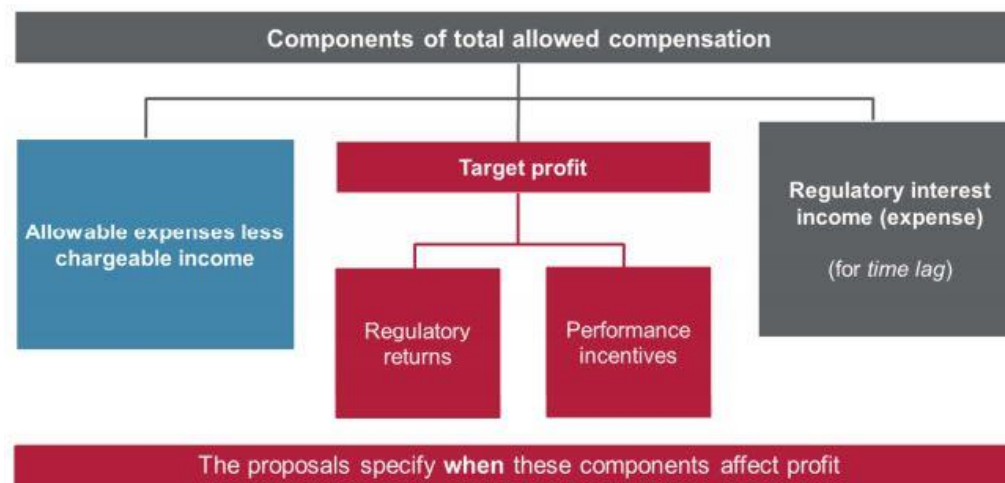 Components of total allowed compensation
Target profit
Allowable expenses less
chargeable income
Regulatory interest
income (expense)
(for time lag)
Regulatory
returns
Performance
incentives
The proposals specify when these components affect profit